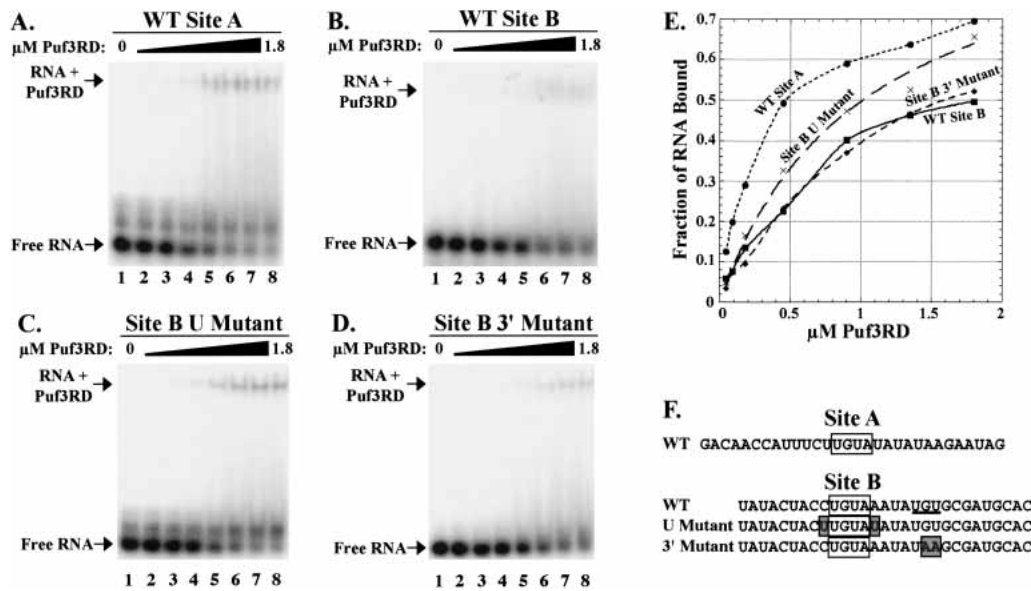 A. WT Site A
µM Puf3RD: 0 1.8
RNA + Puf3RD
Free RNA
1 2 3 4 5 6 7 8
B. WT Site B
µM Puf3RD: 0 1.8
RNA + Puf3RD
Free RNA
1 2 3 4 5 6 7 8
C. Site B U Mutant
µM Puf3RD: 0 1.8
RNA + Puf3RD
Free RNA
1 2 3 4 5 6 7 8
D. Site B 3' Mutant
µM Puf3RD: 0 1.8
RNA + Puf3RD
Free RNA
1 2 3 4 5 6 7 8
E.
Fraction of RNA Bound
0.7
0.6
0.5
0.4
0.3
0.2
0.1
0
0 0.5 1 1.5 2
µM Puf3RD
WT Site A
Site B U Mutant
Site B 3' Mutant
WT Site B
F.
Site A
WT GACAACCAUUUCUUGUAUAUAUAAGAAUAG
Site B
WT UAUACUACCUGUAAAUAUUGUGCGAUGCAC
U Mutant UAUACUACUUGUAUAUAUUGUGCGAUGCAC
3' Mutant UAUACUACCUGUAAAUAUUAAGCGAUGCAC